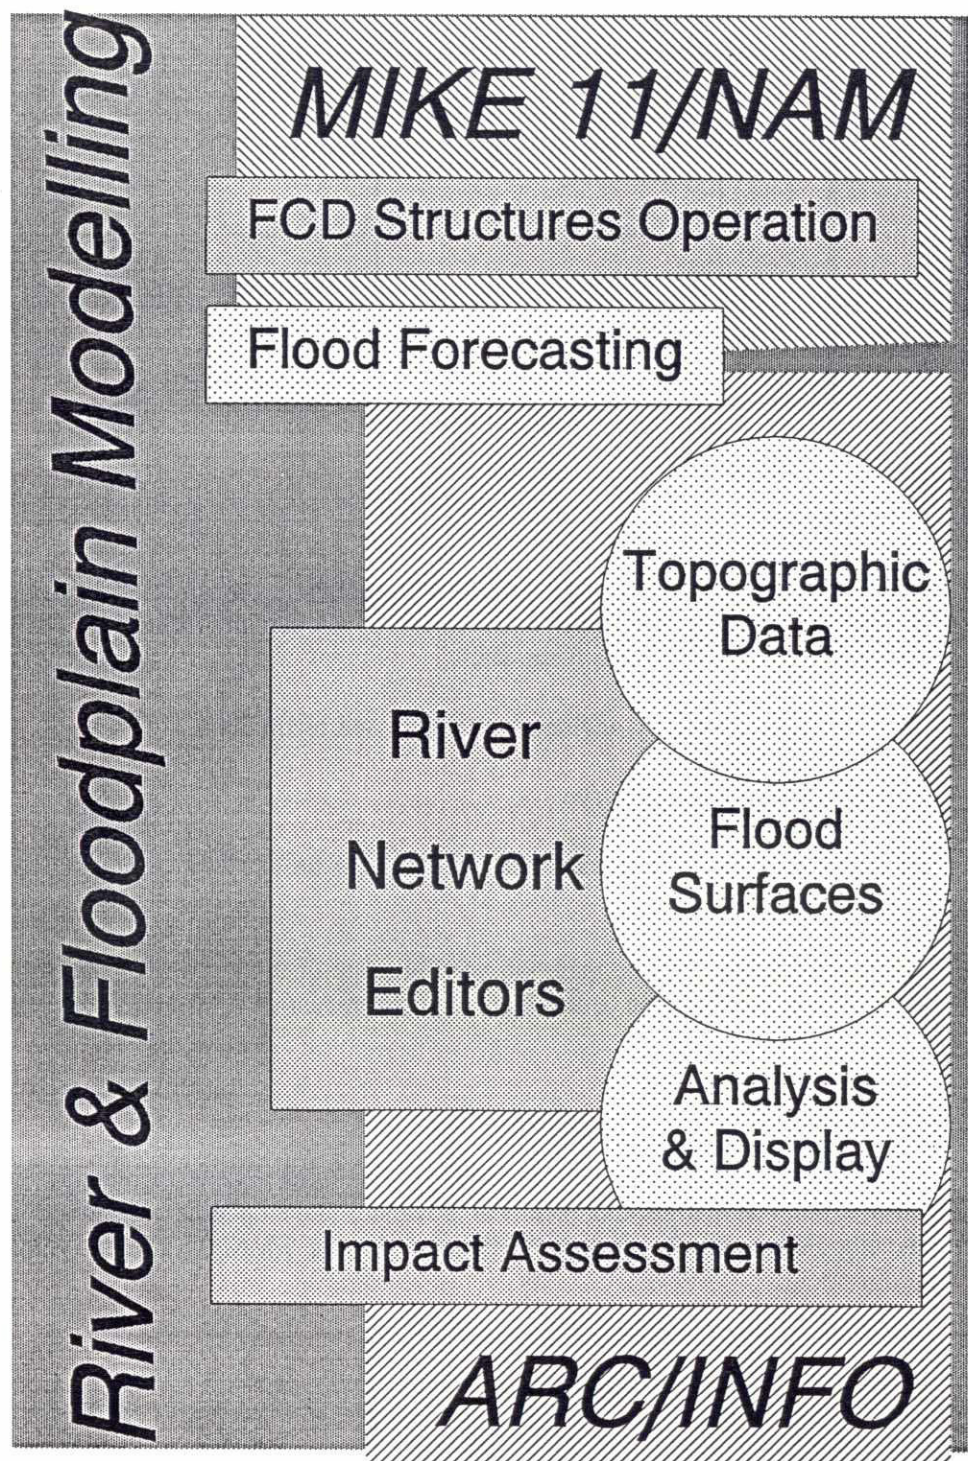 River & Floodplain Modelling
MIKE 11/NAM
FCD Structures Operation
Flood Forecasting
Topographic
Data
River
Network
Editors
Flood
Surfaces
Analysis
& Display
Impact Assessment
ARC/INFO